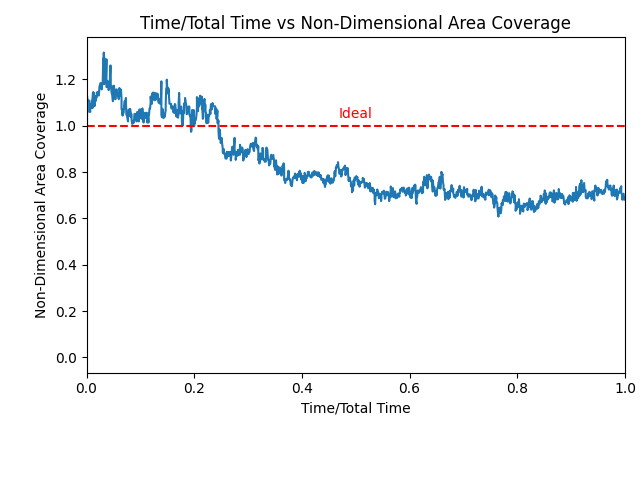 Time/Total Time vs Non-Dimensional Area Coverage
Non-Dimensional Area Coverage
1.2
1.0
0.8
0.6
0.4
0.2
0.0
Ideal
0.0 0.2 0.4 0.6 0.8 1.0
Time/Total Time